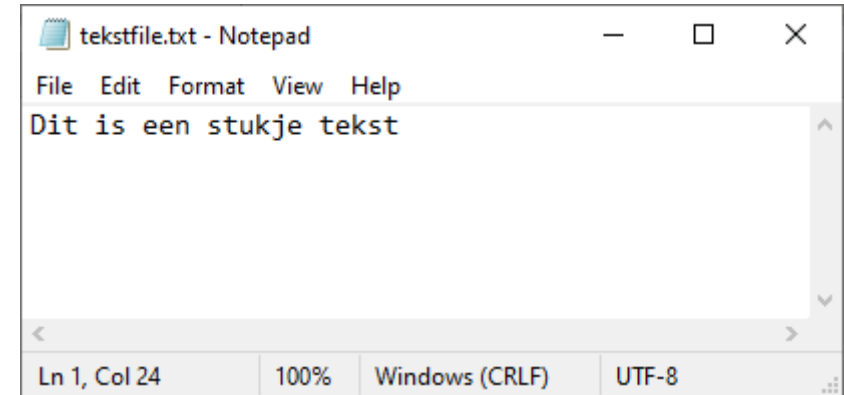 tekstfile.txt - Notepad
File Edit Format View Help
Dit is een stukje tekst
Ln 1, Col 24 100% Windows (CRLF) UTF-8